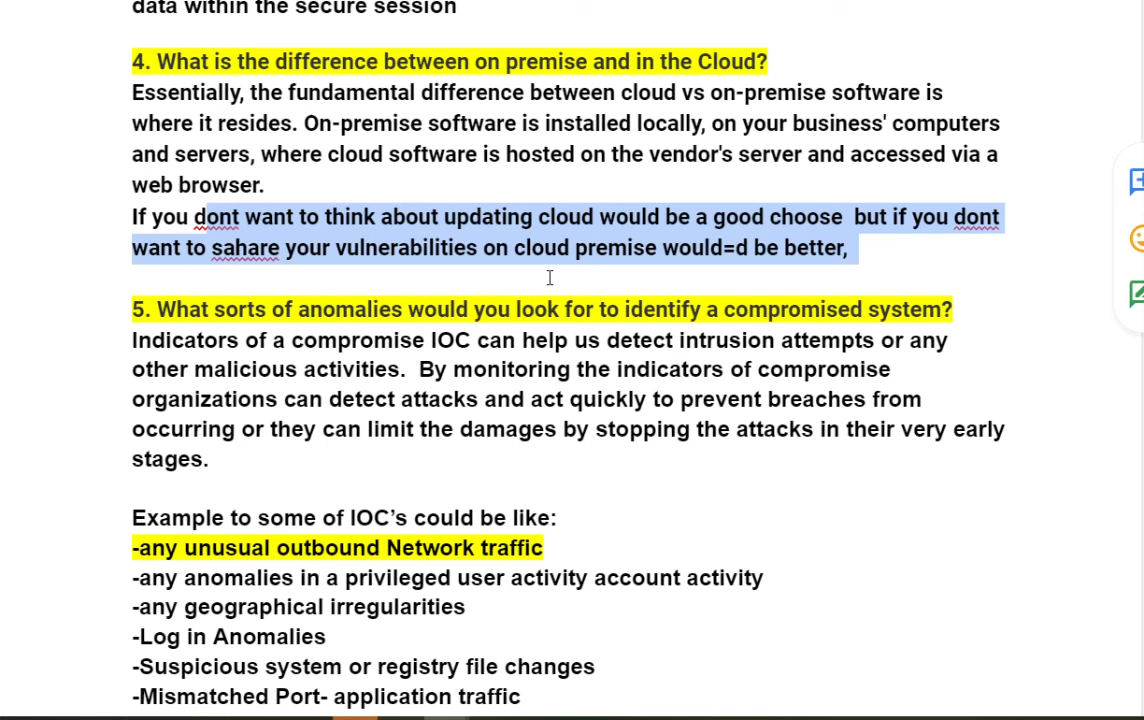 data within the secure session
4. What is the difference between on premise and in the Cloud?
Essentially, the fundamental difference between cloud vs on-premise software is
where it resides. On-premise software is installed locally, on your business' computers
and servers, where cloud software is hosted on the vendor's server and accessed via a
web browser.
If you dont want to think about updating cloud would be a good choose  but if you dont
want to sahare your vulnerabilities on cloud premise would=d be better,
5. What sorts of anomalies would you look for to identify a compromised system?
Indicators of a compromise IOC can help us detect intrusion attempts or any
other malicious activities.  By monitoring the indicators of compromise
organizations can detect attacks and act quickly to prevent breaches from
occurring or they can limit the damages by stopping the attacks in their very early
stages.
Example to some of IOC’s could be like:
-any unusual outbound Network traffic
-any anomalies in a privileged user activity account activity
-any geographical irregularities
-Log in Anomalies
-Suspicious system or registry file changes
-Mismatched Port- application traffic